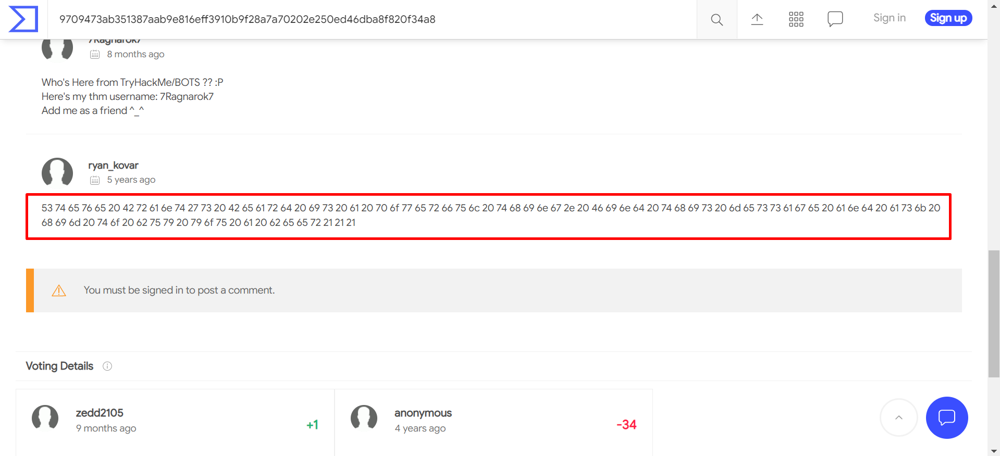 9709473ab351387aab9e816eff3910b9f28a7a70202e250ed46dba8f820f34a8
Sign in
Sign up
7Ragnarok7
8 months ago
Who's Here from TryHackMe/BOTS ?? :P
Here's my thm username: 7Ragnarok7
Add me as a friend ^_^
ryan_kovar
5 years ago
53 74 65 76 65 20 42 72 61 6e 74 27 73 20 42 65 61 72 64 20 69 73 20 61 20 70 6f 77 65 72 66 75 6c 20 74 68 69 6e 67 2e 20 46 69 6e 64 20 74 68 69 73 20 6d 65 73 73 61 67 65 20 61 6e 64 20 61 73 6b 20
68 69 6d 20 74 6f 20 62 75 79 20 79 6f 75 20 61 20 62 65 65 72 21 21 21
You must be signed in to post a comment.
Voting Details
zedd2105
9 months ago
+1
anonymous
4 years ago
-34